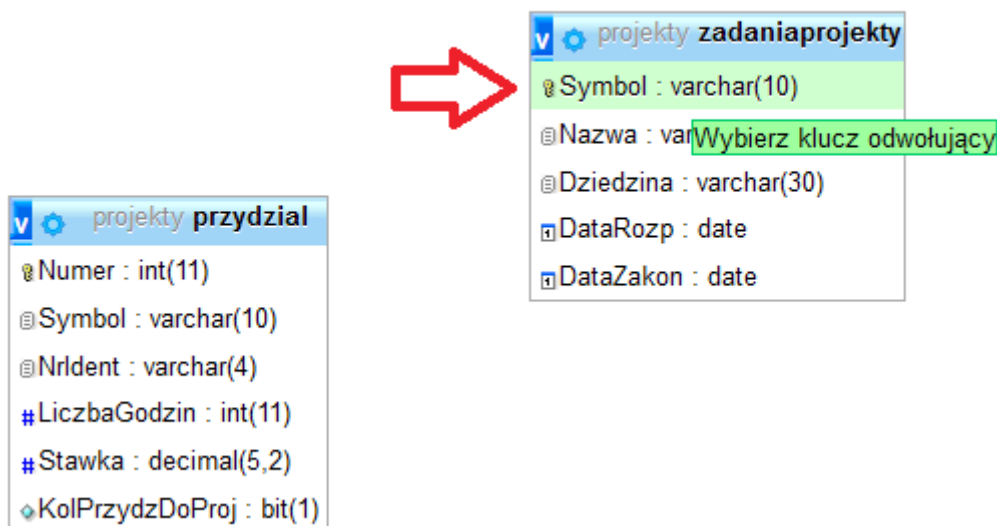 v projekty zadaniaprojekty
Symbol : varchar(10)
Nazwa : var
Wybierz klucz odwołujący
Dziedzina : varchar(30)
DataRozp : date
DataZakon : date
v projekty przydzial
Numer : int(11)
Symbol : varchar(10)
NrIdent : varchar(4)
#LiczbaGodzin : int(11)
#Stawka : decimal(5,2)
KolPrzydzDoProj : bit(1)